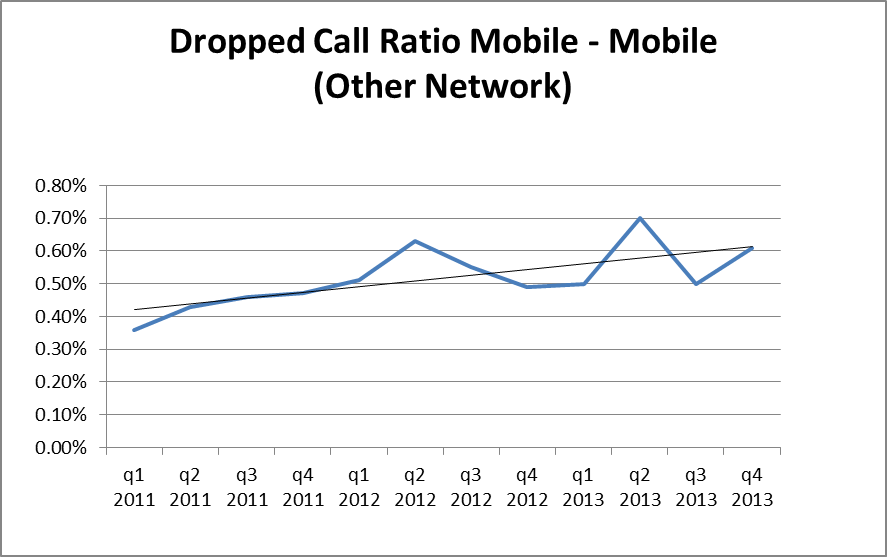 Dropped Call Ratio Mobile - Mobile
(Other Network)
0.80%
0.70%
0.60%
0.50%
0.40%
0.30%
0.20%
0.10%
0.00%
q1 q2 q3 q4 q1 q2 q3 q4 q1 q2 q3 q4
2011 2011 2011 2011 2012 2012 2012 2012 2013 2013 2013 2013